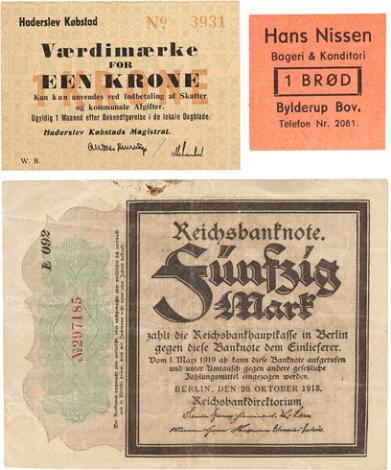 Haderslev Købstad
No 3931
Værdimærke
FOR
EEN KRONE
Kan kun anvendes ved Indbetaling af Skatter
og kommunale Afgifter.
Ugyldig 1 Maaned efter Bekendtgørelse i de lokale Dagblade.
Haderslev Købstads Magistrat.
W. B.
Hans Nissen
Bageri & Konditori
1 BRØD
Bylderup Bov.
Telefon Nr. 2081.
E 092
№297185
Reichsbanknote.
Fünfzig
Mark
zahlt die Reichsbankhauptkasse in Berlin
gegen diese Banknote dem Einlieferer.
Vom 1 März 1919 ab kann diese Banknote aufgerufen
und unter Umtausch gegen andere gesetzliche
Zahlungsmittel eingezogen werden.
BERLIN, DEN 20. OKTOBER 1918.
Reichsbankdirektorium